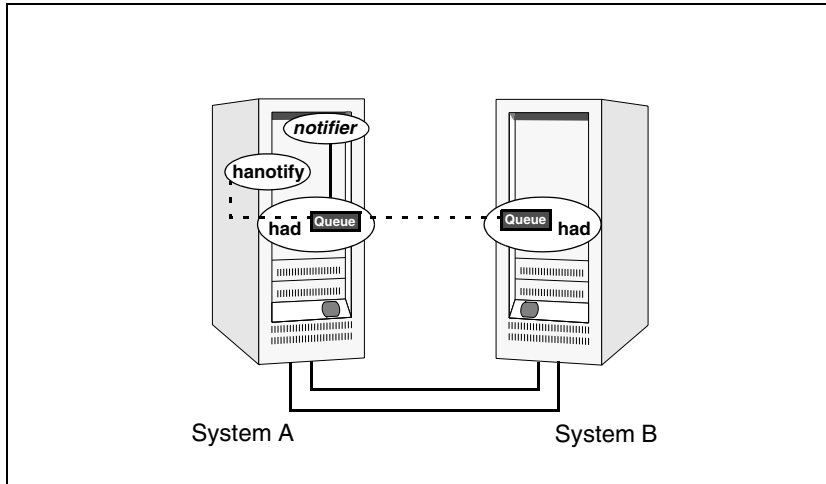 notifier
hanotify
had
Queue
Queue
had
System A
System B